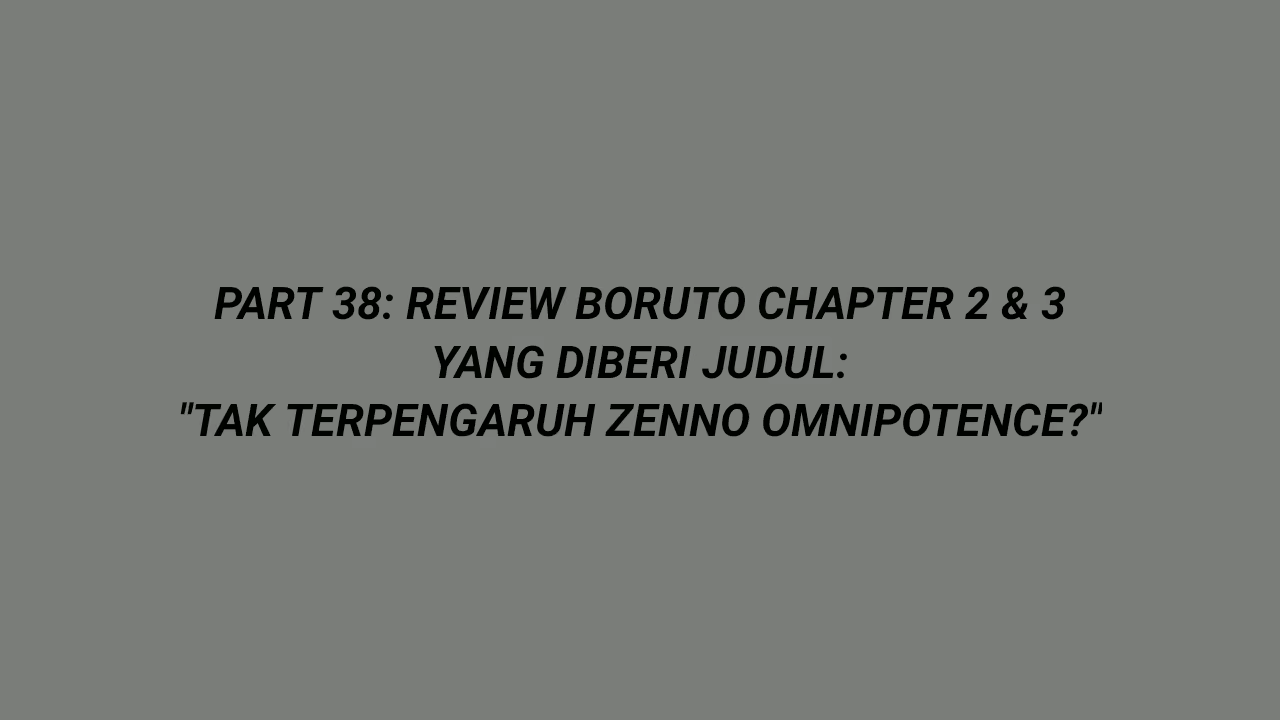 PART 38: REVIEW BORUTO CHAPTER 2 & 3
YANG DIBERI JUDUL:
"TAK TERPENGARUH ZENNO OMNIPOTENCE?"